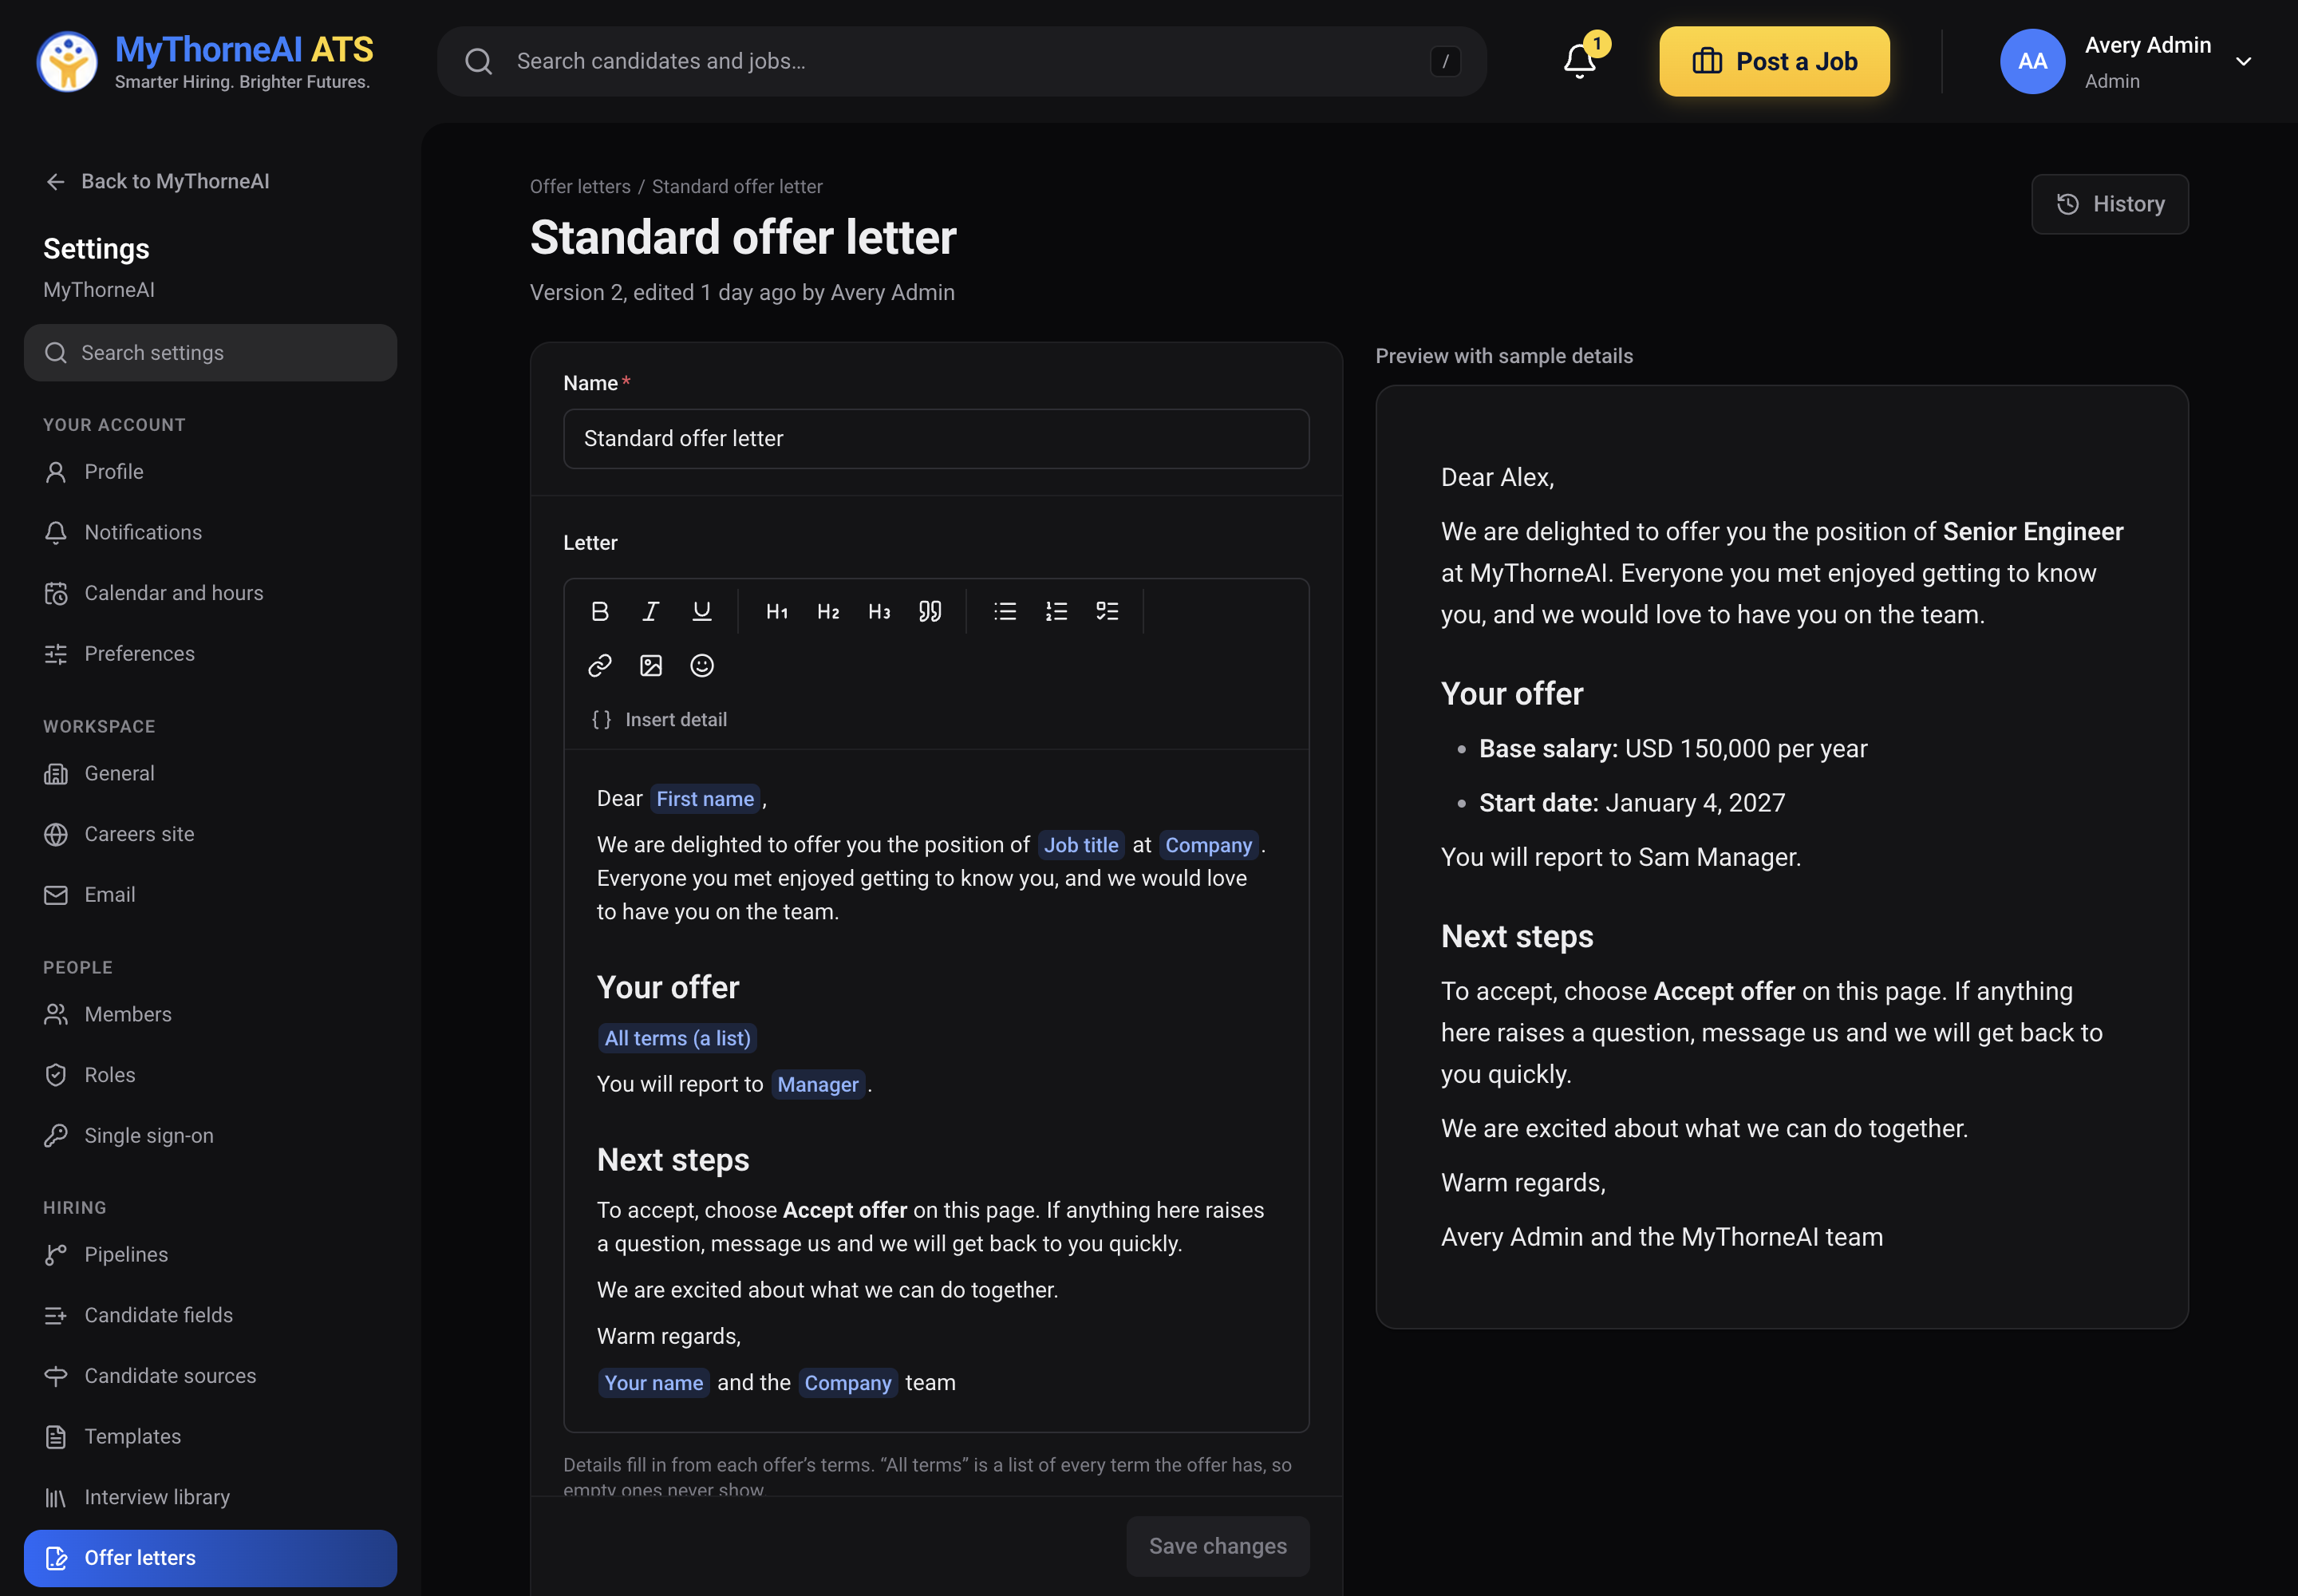 MyThorneAI ATS
Smarter Hiring. Brighter Futures.
Search candidates and jobs...
/
1
Post a Job
AA
Avery Admin
Admin
Back to MyThorneAI
Settings
MyThorneAI
Search settings
YOUR ACCOUNT
Profile
Notifications
Calendar and hours
Preferences
WORKSPACE
General
Careers site
Email
PEOPLE
Members
Roles
Single sign-on
HIRING
Pipelines
Candidate fields
Candidate sources
Templates
Interview library
Offer letters
Offer letters / Standard offer letter
Standard offer letter
Version 2, edited 1 day ago by Avery Admin
History
Name*
Standard offer letter
Letter
B I U H1 H2 H3
Insert detail
Dear First name,
We are delighted to offer you the position of Job title at Company.
Everyone you met enjoyed getting to know you, and we would love
to have you on the team.
Your offer
All terms (a list)
You will report to Manager.
Next steps
To accept, choose Accept offer on this page. If anything here raises
a question, message us and we will get back to you quickly.
We are excited about what we can do together.
Warm regards,
Your name and the Company team
Details fill in from each offer’s terms. “All terms” is a list of every term the offer has, so
empty ones never show.
Save changes
Preview with sample details
Dear Alex,
We are delighted to offer you the position of Senior Engineer
at MyThorneAI. Everyone you met enjoyed getting to know
you, and we would love to have you on the team.
Your offer
• Base salary: USD 150,000 per year
• Start date: January 4, 2027
You will report to Sam Manager.
Next steps
To accept, choose Accept offer on this page. If anything
here raises a question, message us and we will get back to
you quickly.
We are excited about what we can do together.
Warm regards,
Avery Admin and the MyThorneAI team